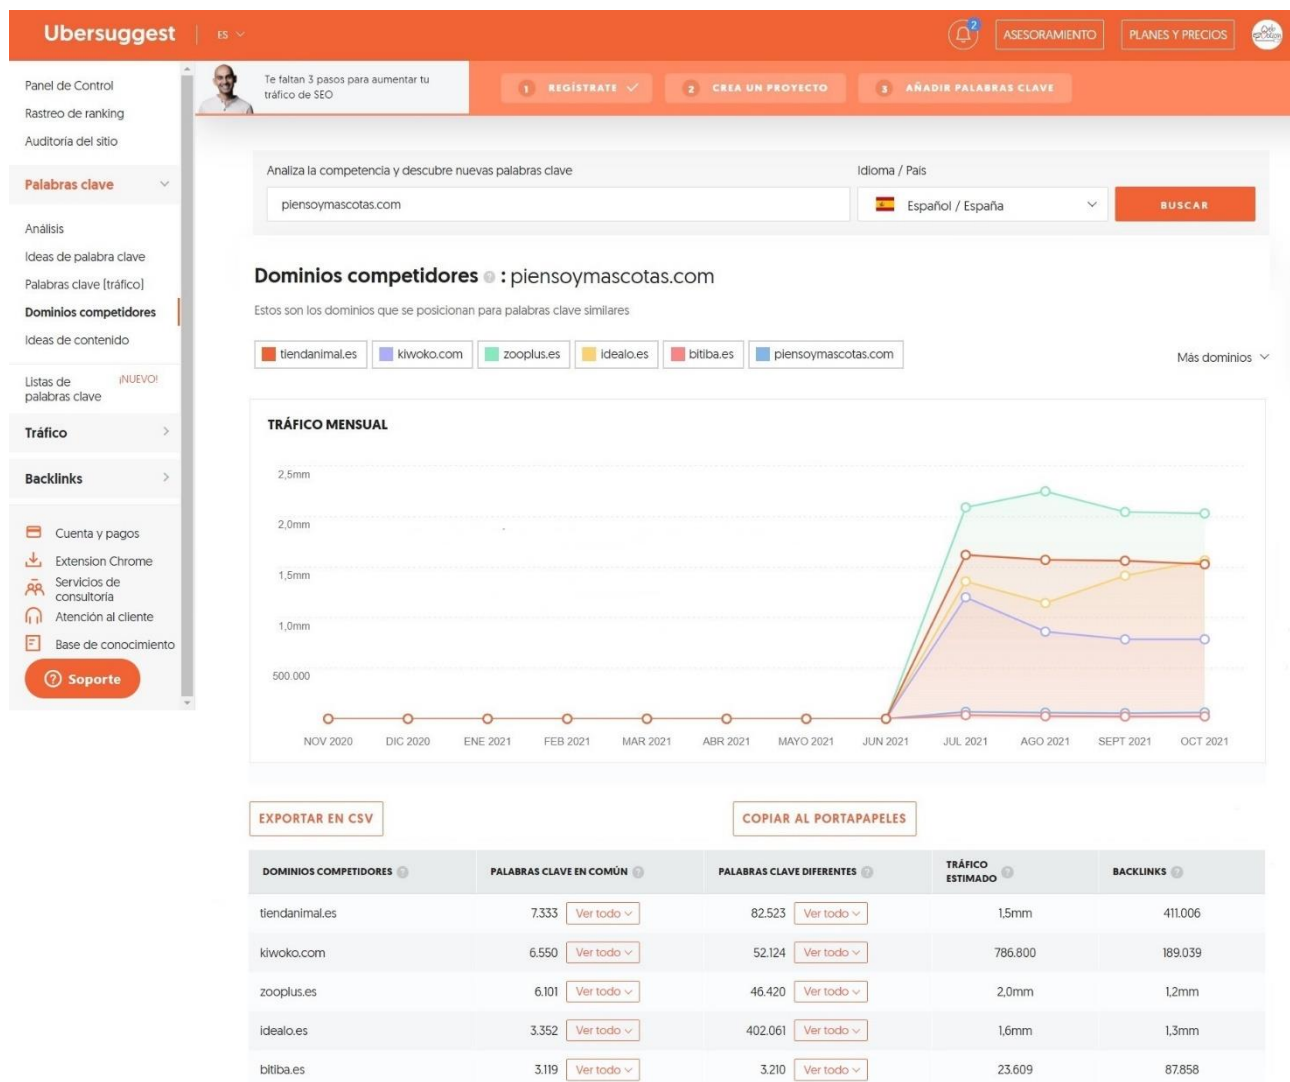 Ubersuggest
ES
2
ASESORAMIENTO
PLANES Y PRECIOS
Panel de Control
Rastreo de ranking
Auditoría del sitio
Palabras clave
Análisis
Ideas de palabra clave
Palabras clave [tráfico]
Dominios competidores
Ideas de contenido
Listas de palabras clave
¡NUEVO!
Tráfico
Backlinks
Cuenta y pagos
Extension Chrome
Servicios de consultoría
Atención al cliente
Base de conocimiento
Soporte
Te faltan 3 pasos para aumentar tu
tráfico de SEO
1 REGÍSTRATE
2 CREA UN PROYECTO
3 AÑADIR PALABRAS CLAVE
Analiza la competencia y descubre nuevas palabras clave
Idioma / País
piensoymascotas.com
Español / España
BUSCAR
Dominios competidores : piensoymascotas.com
Estos son los dominios que se posicionan para palabras clave similares
tiendanimal.es kiwoko.com zooplus.es idealo.es bitiba.es piensoymascotas.com
Más dominios
TRÁFICO MENSUAL
2,5mm
2,0mm
1,5mm
1,0mm
500.000
NOV 2020 DIC 2020 ENE 2021 FEB 2021 MAR 2021 ABR 2021 MAYO 2021 JUN 2021 JUL 2021 AGO 2021 SEPT 2021 OCT 2021
EXPORTAR EN CSV
COPIAR AL PORTAPAPELES
DOMINIOS COMPETIDORES PALABRAS CLAVE EN COMÚN PALABRAS CLAVE DIFERENTES TRÁFICO ESTIMADO BACKLINKS
tiendanimal.es 7.333 Ver todo 82.523 Ver todo 1,5mm 411.006
kiwoko.com 6.550 Ver todo 52.124 Ver todo 786.800 189.039
zooplus.es 6.101 Ver todo 46.420 Ver todo 2,0mm 1,2mm
idealo.es 3.352 Ver todo 402.061 Ver todo 1,6mm 1,3mm
bitiba.es 3.119 Ver todo 3.210 Ver todo 23.609 87.858